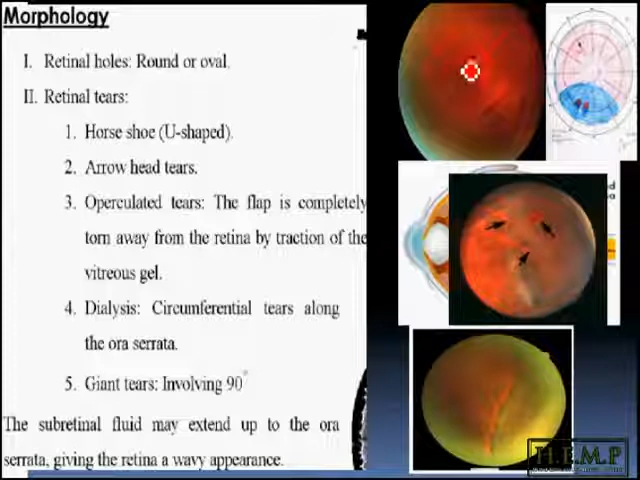 Morphology
I. Retinal holes: Round or oval.
II. Retinal tears:
1. Horse shoe (U-shaped).
2. Arrow head tears.
3. Operculated tears: The flap is completely
torn away from the retina by traction of the
vitreous gel.
4. Dialysis: Circumferential tears along
the ora serrata.
5. Giant tears: Involving 90°
The subretinal fluid may extend up to the ora
serrata, giving the retina a wavy appearance.
H.E.M.P